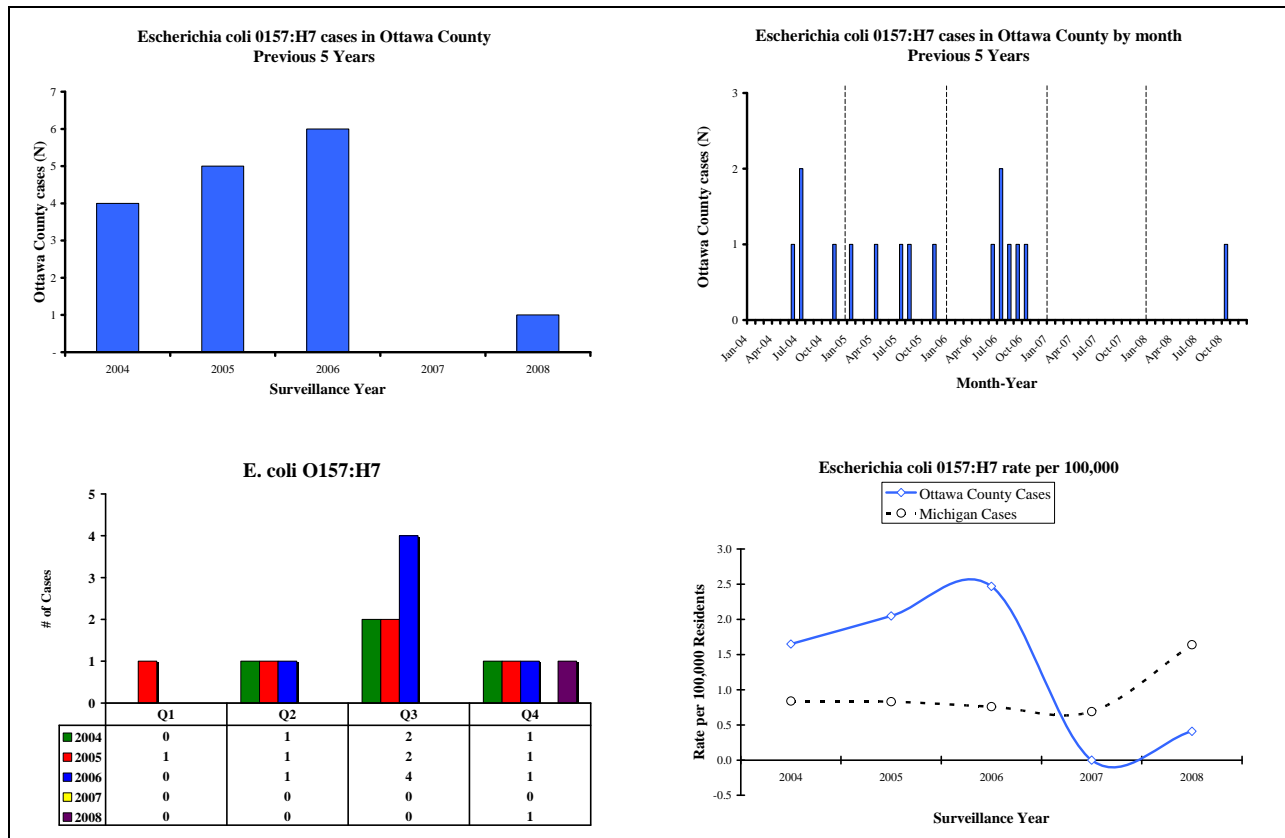 Escherichia coli 0157:H7 cases in Ottawa County
Previous 5 Years
7
6
5
4
3
2
1
-
Ottawa County cases (N)
2004 2005 2006 2007 2008
Surveillance Year
Escherichia coli 0157:H7 cases in Ottawa County by month
Previous 5 Years
3
2
1
0
Ottawa County cases (N)
Jan-04 Apr-04 Jul-04 Oct-04 Jan-05 Apr-05 Jul-05 Oct-05 Jan-06 Apr-06 Jul-06 Oct-06 Jan-07 Apr-07 Jul-07 Oct-07 Jan-08 Apr-08 Jul-08 Oct-08
Month-Year
E. coli O157:H7
5
4
3
2
1
0
# of Cases
Q1 Q2 Q3 Q4
2004 0 1 2 1
2005 1 1 2 1
2006 0 1 4 1
2007 0 0 0 0
2008 0 0 0 1
Escherichia coli 0157:H7 rate per 100,000
Ottawa County Cases
Michigan Cases
3.0
2.5
2.0
1.5
1.0
0.5
0.0
-0.5
Rate per 100,000 Residents
2004 2005 2006 2007 2008
Surveillance Year